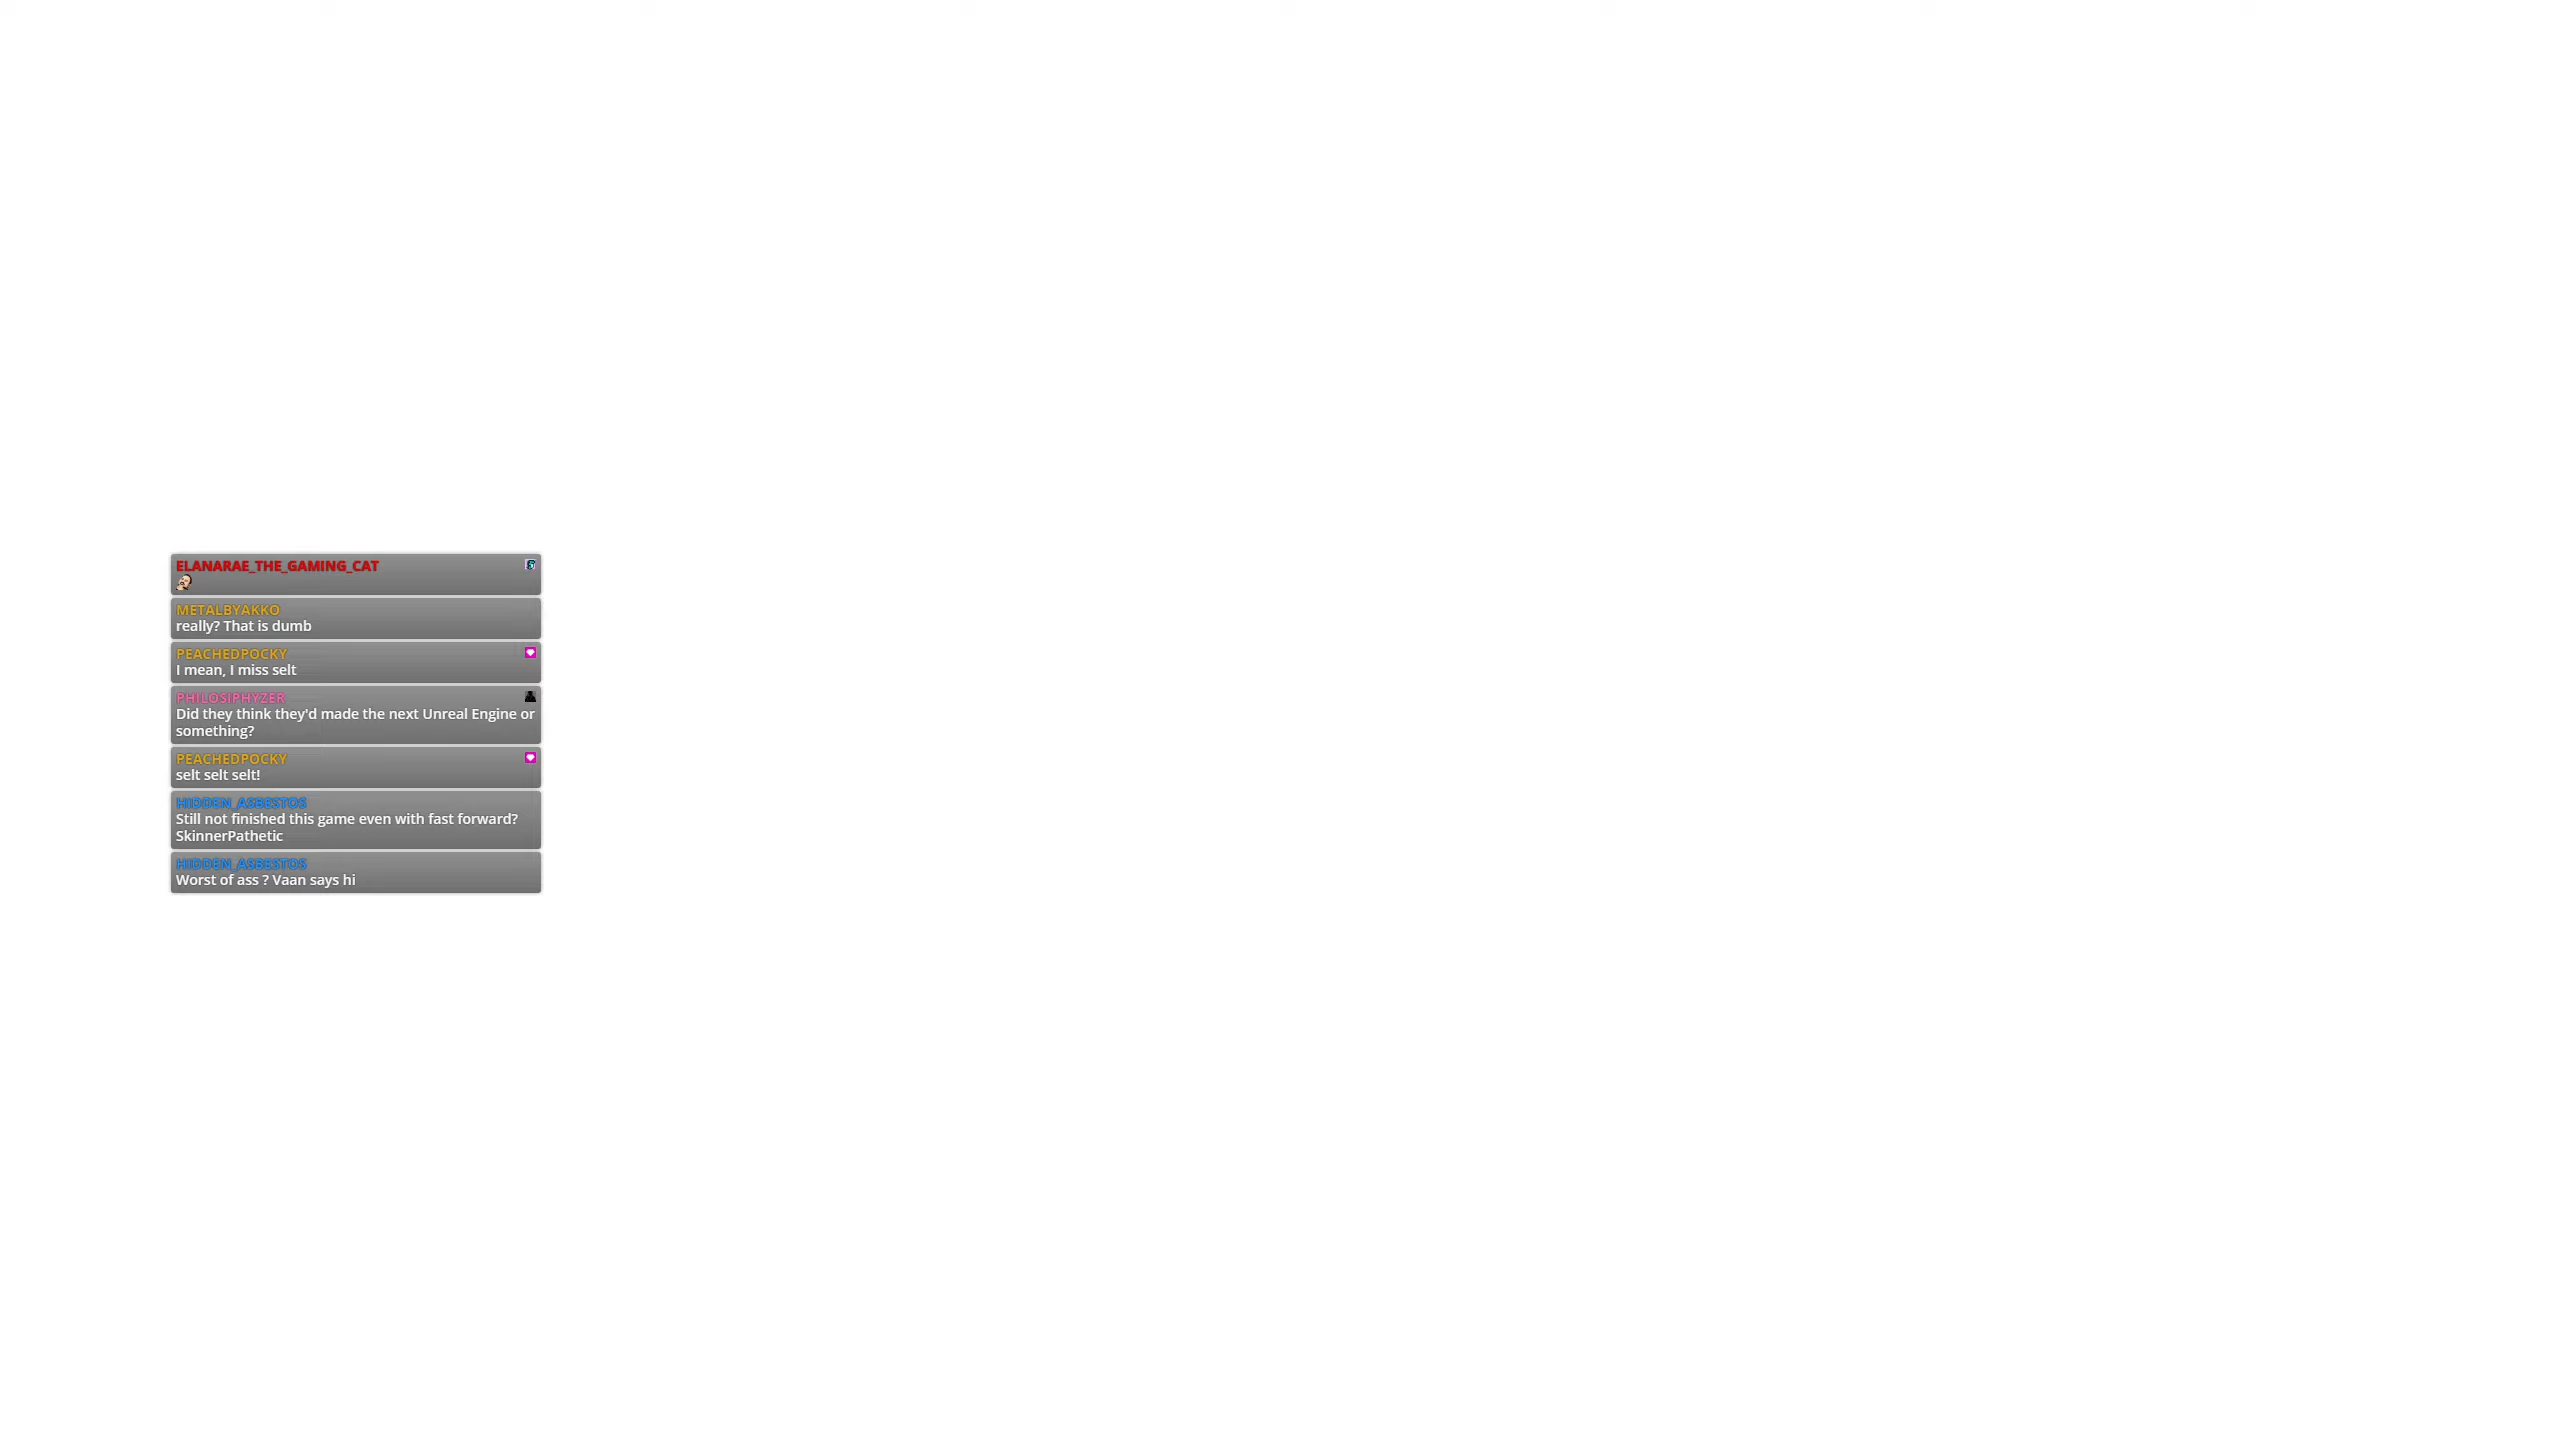 ELANARAE_THE_GAMING_CAT
METALBYAKKO
really? That is dumb
PEACHEDPOCKY
I mean, I miss selt
PHILOSIPHYZER
Did they think they'd made the next Unreal Engine or
something?
PEACHEDPOCKY
selt selt selt!
HIDDEN_ASBESTOS
Still not finished this game even with fast forward?
SkinnerPathetic
HIDDEN_ASBESTOS
Worst of ass ? Vaan says hi